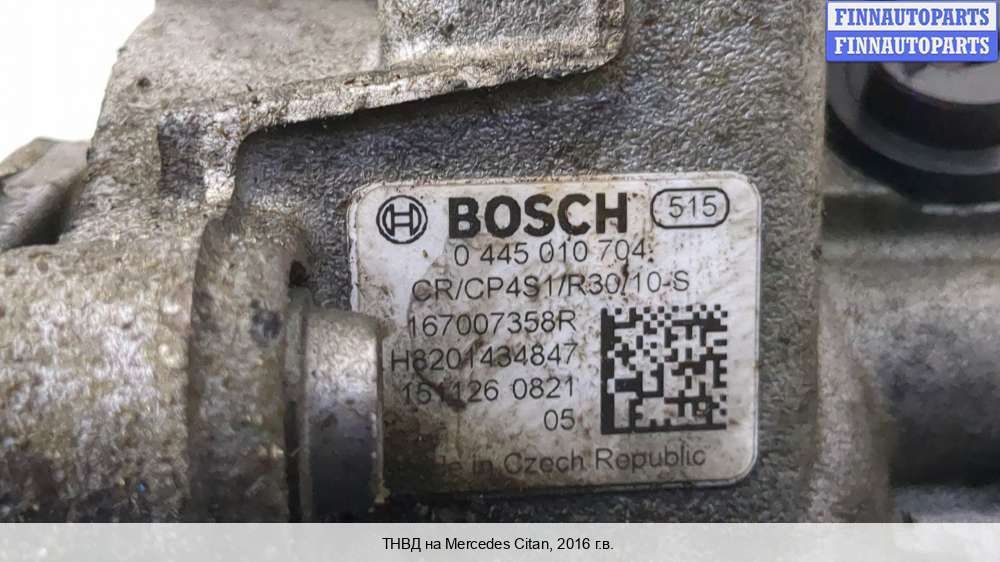 FINNAUTOPARTS
FINNAUTOPARTS
BOSCH 515
0 445 010 704
CR/CP4S1/R30/10-S
167007358R
H8201434847
151126 0821
05
in Czech Republic
ТНВД на Mercedes Citan, 2016 г.в.